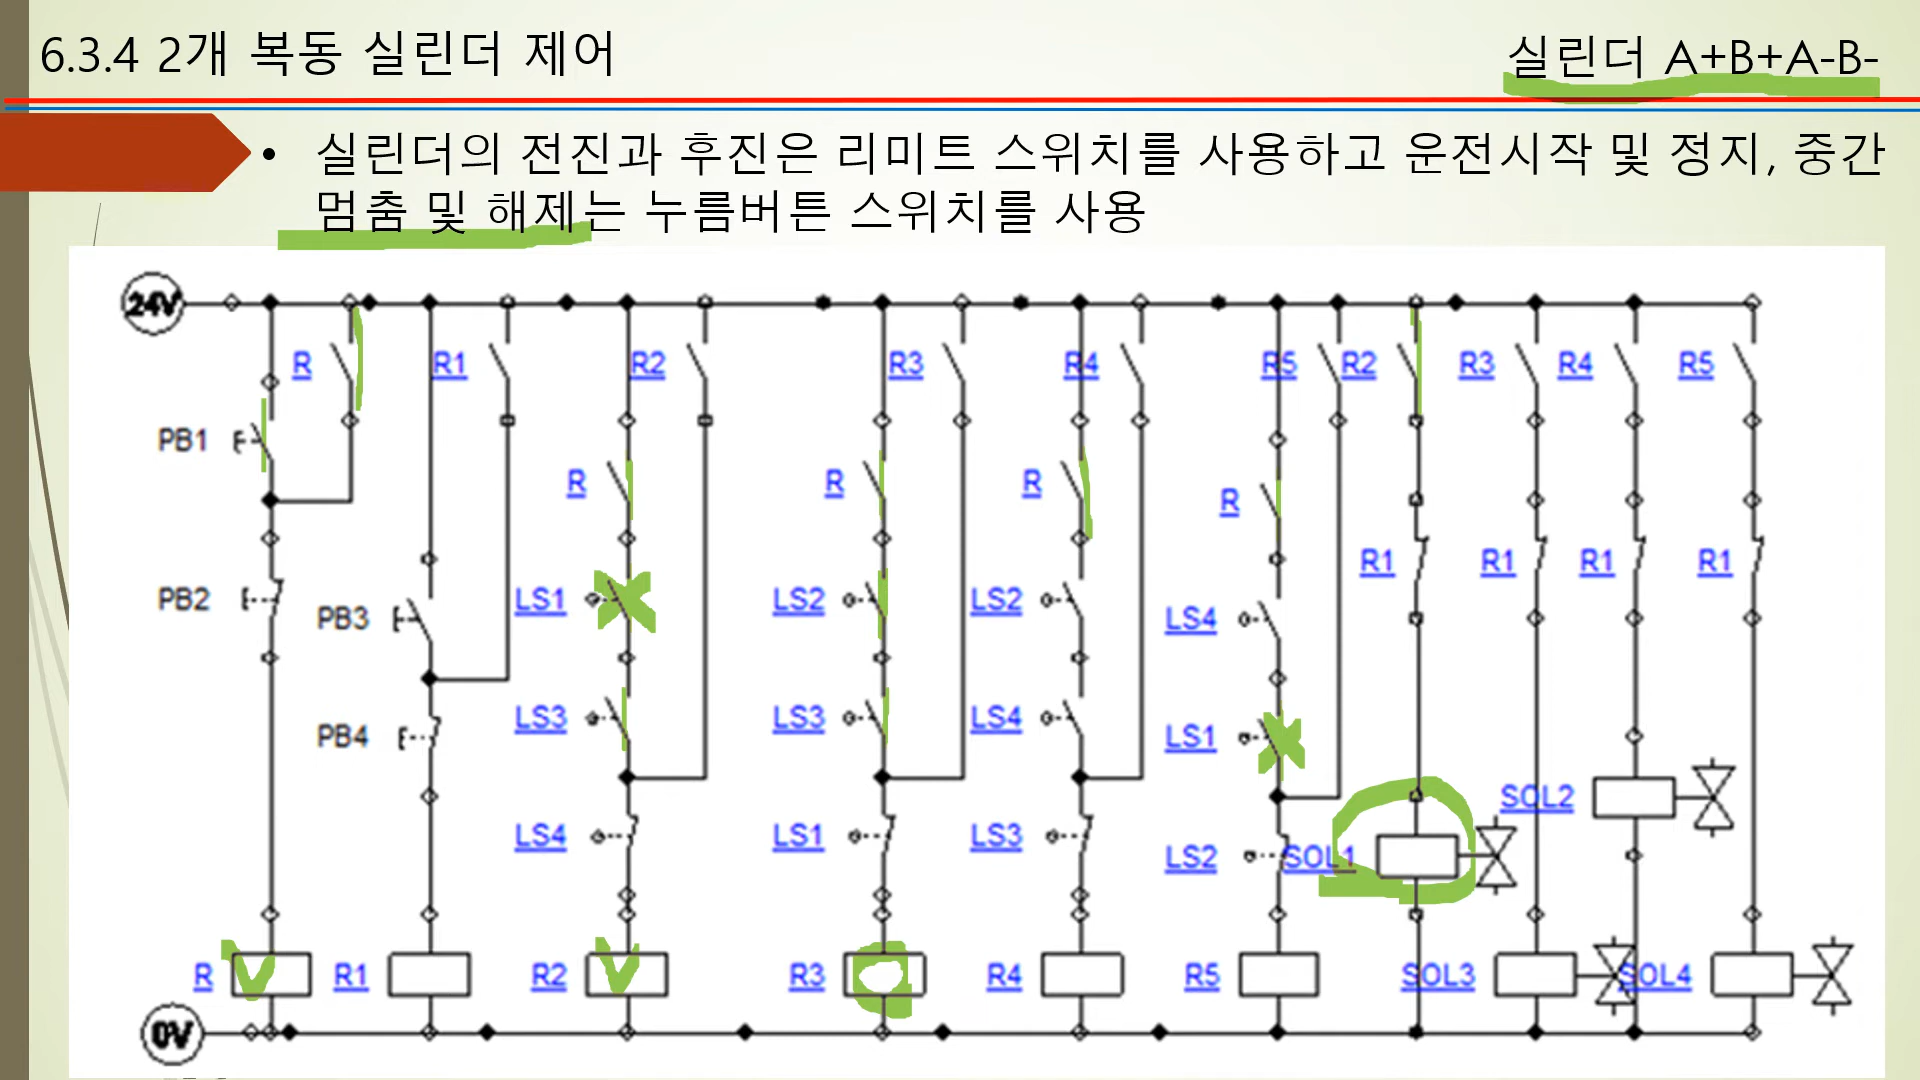 6.3.4 2개 복동 실린더 제어
실린더 A+B+A-B-
• 실린더의 전진과 후진은 리미트 스위치를 사용하고 운전시작 및 정지, 중간
멈춤 및 해제는 누름버튼 스위치를 사용
24V
R R1 R2 R3 R4 R5 R2 R3 R4 R5
PB1
R R R R
R1 R1 R1 R1
PB2 PB3 LS1 LS2 LS2 LS4
PB4 LS3 LS3 LS4 LS1
SOL2
LS4 LS1 LS3 LS2 SOL1
R R1 R2 R3 R4 R5 SOL3 SOL4
0V